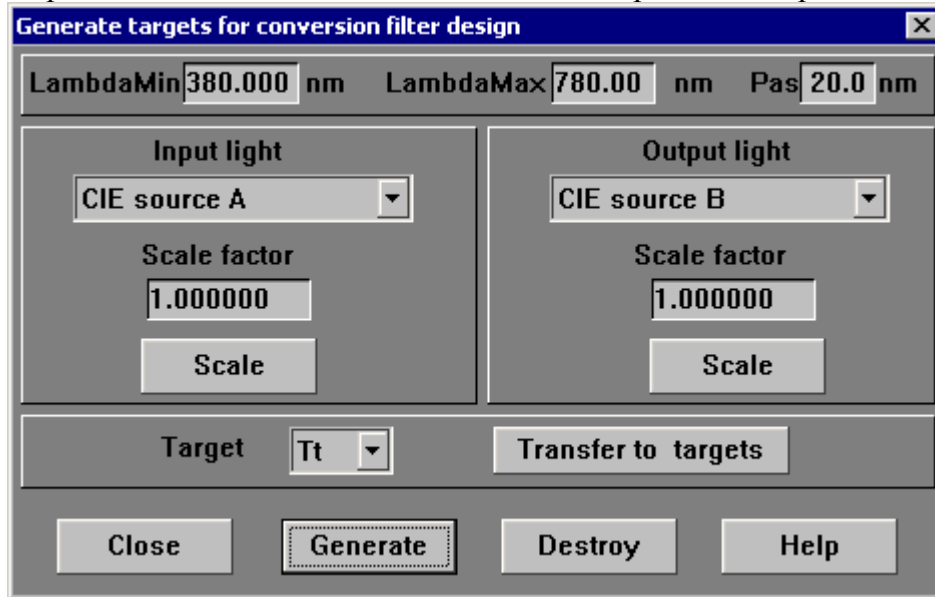 Generate targets for conversion filter design
LambdaMin 380.000 nm LambdaMax 780.00 nm Pas 20.0 nm
Input light
CIE source A
Scale factor
1.000000
Scale
Output light
CIE source B
Scale factor
1.000000
Scale
Target Tt Transfer to targets
Close Generate Destroy Help